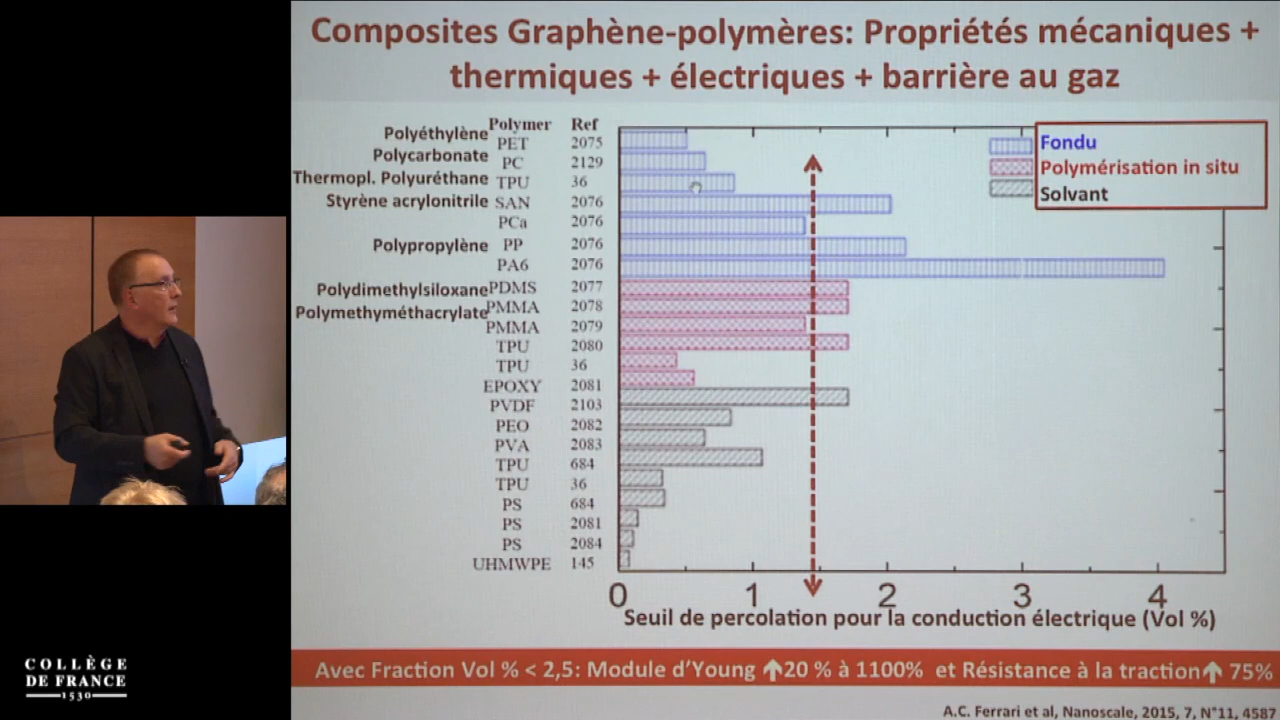 Composites Graphène-polymères: Propriétés mécaniques +
thermiques + électriques + barrière au gaz
Polymer Ref
Polyéthylène PET 2075
Polycarbonate PC 2129
Thermopl. Polyuréthane TPU 36
Styrène acrylonitrile SAN 2076
PCa 2076
Polypropylène PP 2076
PA6 2076
Polydimethylsiloxane PDMS 2077
Polymethyméthacrylate PMMA 2078
PMMA 2079
TPU 2080
TPU 36
EPOXY 2081
PVDF 2103
PEO 2082
PVA 2083
TPU 684
TPU 36
PS 684
PS 2081
PS 2084
UHMWPE 145
Fondu
Polymérisation in situ
Solvant
0 1 2 3 4
Seuil de percolation pour la conduction électrique (Vol %)
Avec Fraction Vol % < 2,5: Module d'Young 20 % à 1100% et Résistance à la traction 75%
A.C. Ferrari et al, Nanoscale, 2015, 7, N°11, 4587
COLLÈGE
DE FRANCE
1530